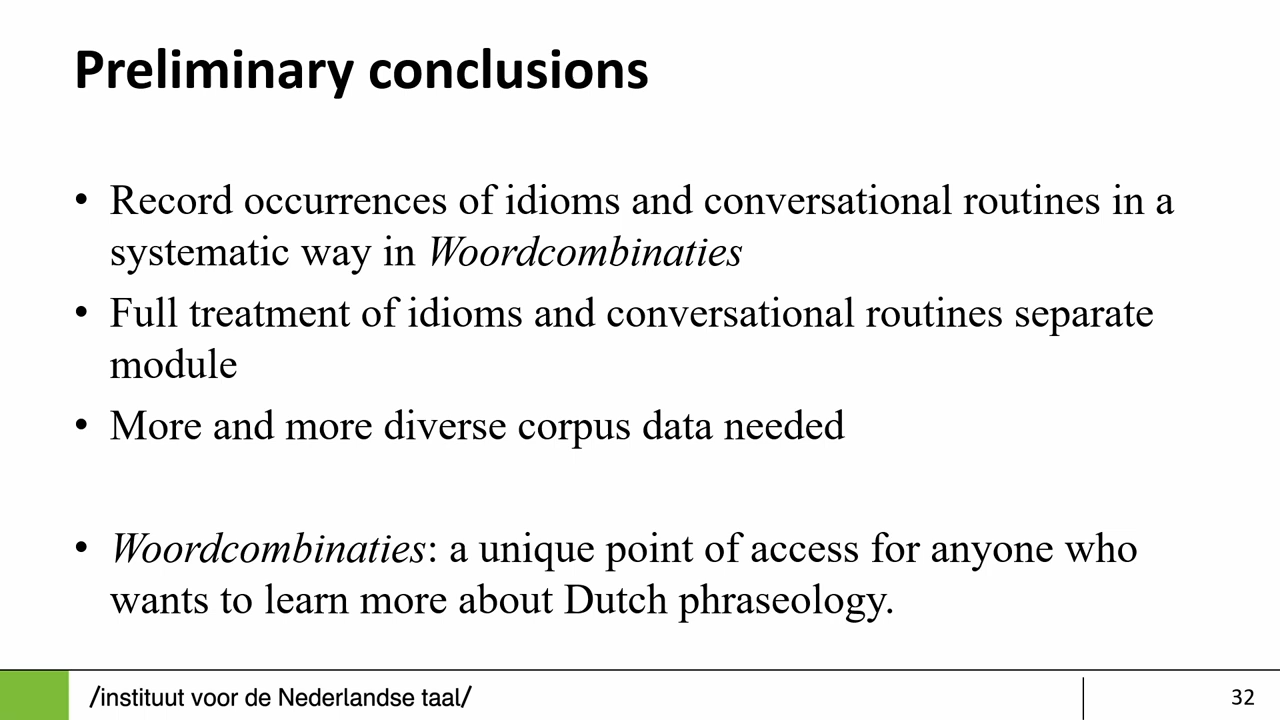 Preliminary conclusions
• Record occurrences of idioms and conversational routines in a
systematic way in Woordcombinaties
• Full treatment of idioms and conversational routines separate
module
• More and more diverse corpus data needed
• Woordcombinaties: a unique point of access for anyone who
wants to learn more about Dutch phraseology.
/instituut voor de Nederlandse taal/
32